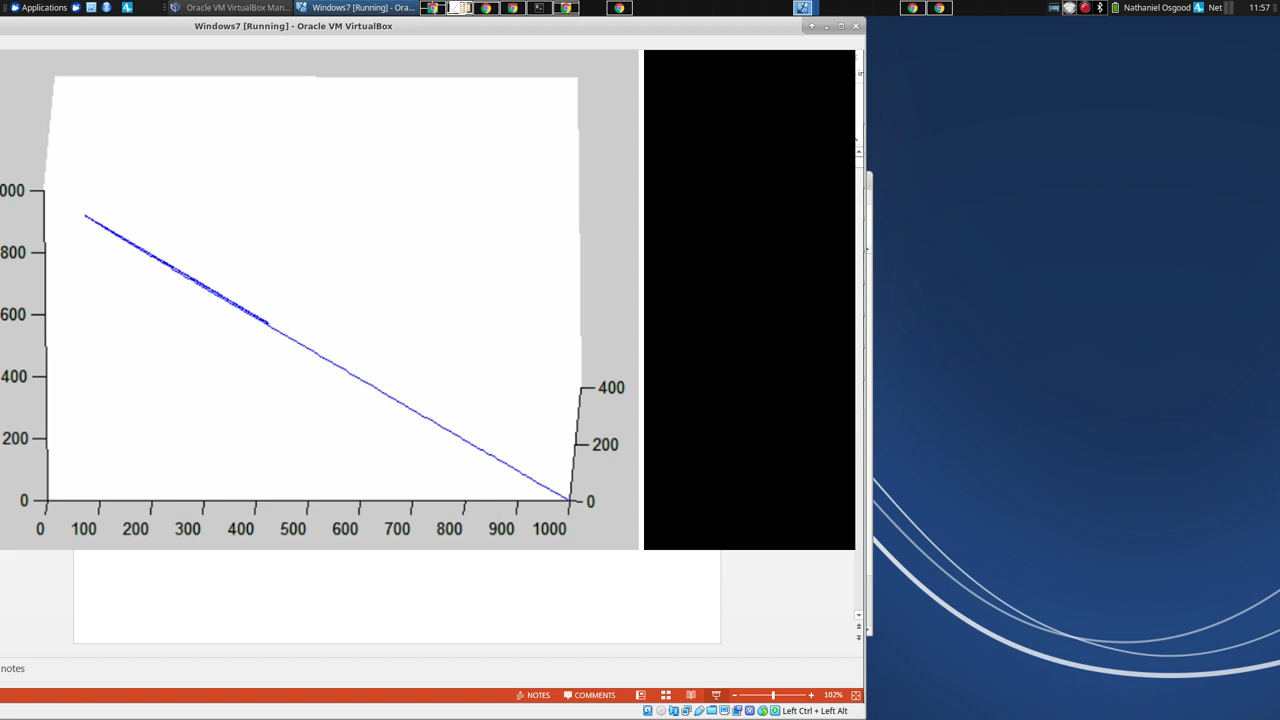 Applications
Oracle VM VirtualBox Man...
Windows7 [Running] - Ora...
Nathaniel Osgood
Net
11:57
Windows7 [Running] - Oracle VM VirtualBox
000
800
600
400
200
0
400
200
0
0 100 200 300 400 500 600 700 800 900 1000
notes
NOTES
COMMENTS
102%
Left Ctrl + Left Alt